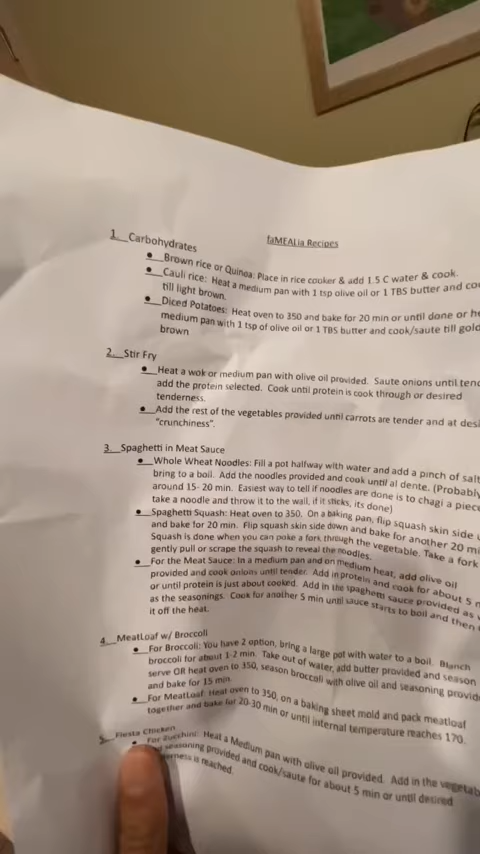 faMEALia Recipes
1. Carbohydrates
• Brown rice or Quinoa: Place in rice cooker & add 1.5 C water & cook.
• Cauli rice: Heat a medium pan with 1 tsp olive oil or 1 TBS butter and
till light brown.
• Diced Potatoes: Heat oven to 350 and bake for 20 min or until done or
medium pan with 1 tsp of olive oil or 1 TBS butter and cook/saute till
brown
2. Stir Fry
• Heat a wok or medium pan with olive oil provided. Saute onions until
add the protein selected. Cook until protein is cook through or desired
tenderness.
• Add the rest of the vegetables provided until carrots are tender and at
"crunchiness".
3. Spaghetti in Meat Sauce
• Whole Wheat Noodles: Fill a pot halfway with water and add a pinch of salt
bring to a boil. Add the noodles provided and cook until al dente. (Probably
around 15-20 min. Easiest way to tell if noodles are done is to chagi a piece
take a noodle and throw it to the wall, if it sticks, its done)
• Spaghetti Squash: Heat oven to 350. On a baking pan, flip squash skin side
and bake for 20 min. Flip squash skin side down and bake for another 20
Squash is done when you can poke a fork through the vegetable. Take a fork
gently pull or scrape the squash to reveal the noodles.
• For the Meat Sauce: In a medium pan and on medium heat, add olive oil
provided and cook onions until tender. Add in protein and cook for about 5
or until protein is just about cooked. Add in the spaghetti sauce provided as
as the seasonings. Cook for another 5 min until sauce starts to boil and then
it off the heat.
4. MeatLoaf w/ Broccoli
• For Broccoli: You have 2 option, bring a large pot with water to a boil. Blanch
broccoli for about 1-2 min. Take out of water, add butter provided and season
serve OR heat oven to 350, season broccoli with olive oil and seasoning
and bake for 15 min.
• For MeatLoaf: Heat oven to 350, on a baking sheet mold and pack meatloaf
together and bake for 20-30 min or until internal temperature reaches 170.
5. Fiesta Chicken
• For Zucchini: Heat a Medium pan with olive oil provided. Add in the
seasoning provided and cook/saute for about 5 min or until desired
is reached.